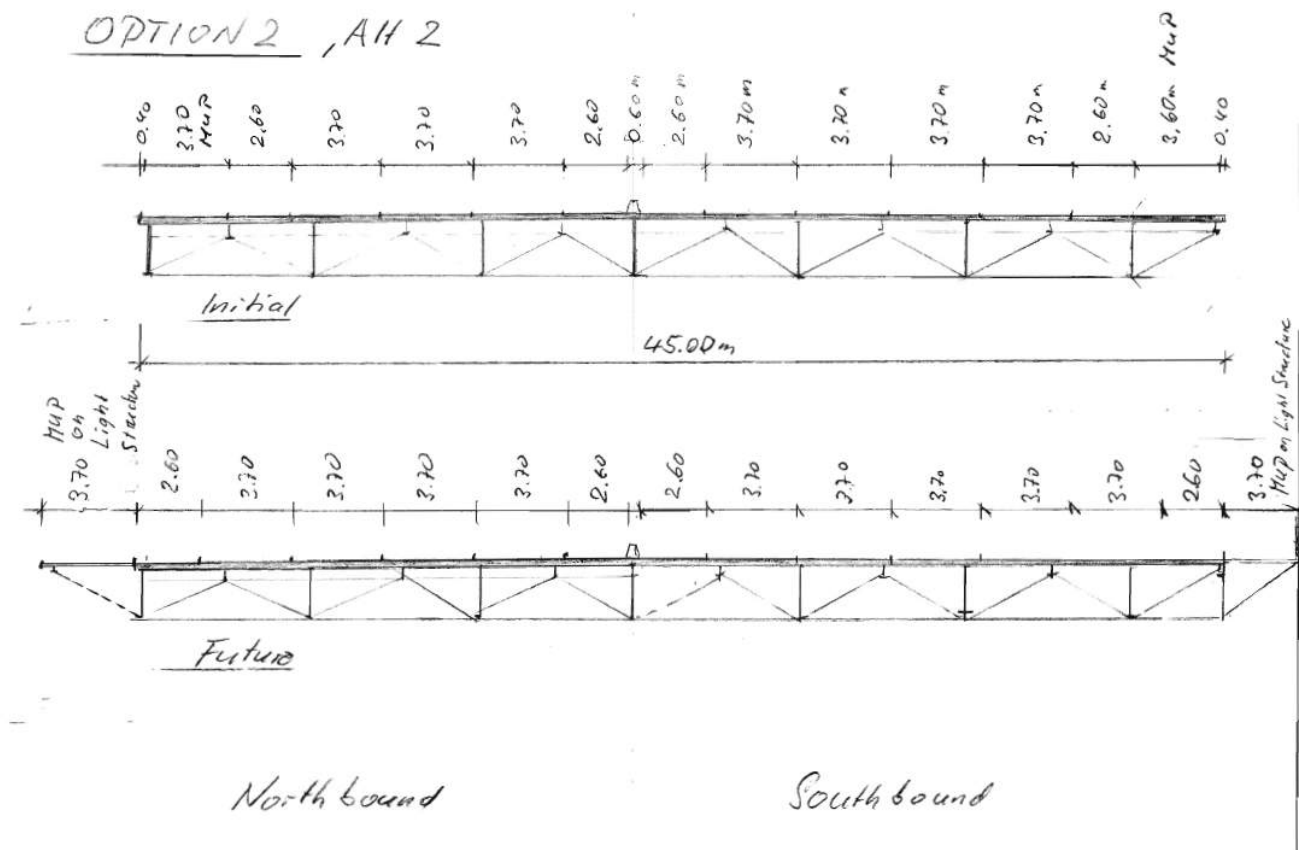 OPTION 2 , Alt 2
0.40 3.70 MUP 2.60 3.70 3.70 3.70 2.60 0.60 m 2.60 m 3.70 m 3.70 m 3.70 m 3.70 m 2.60 m 3.60 m MUP 0.40
Initial
45.00 m
3.70 MUP on Light Structure 2.60 3.70 3.70 3.70 3.70 2.60 2.60 3.70 3.70 3.70 3.70 3.70 2.60 3.70 MUP on Light Structure
Future
Northbound Southbound